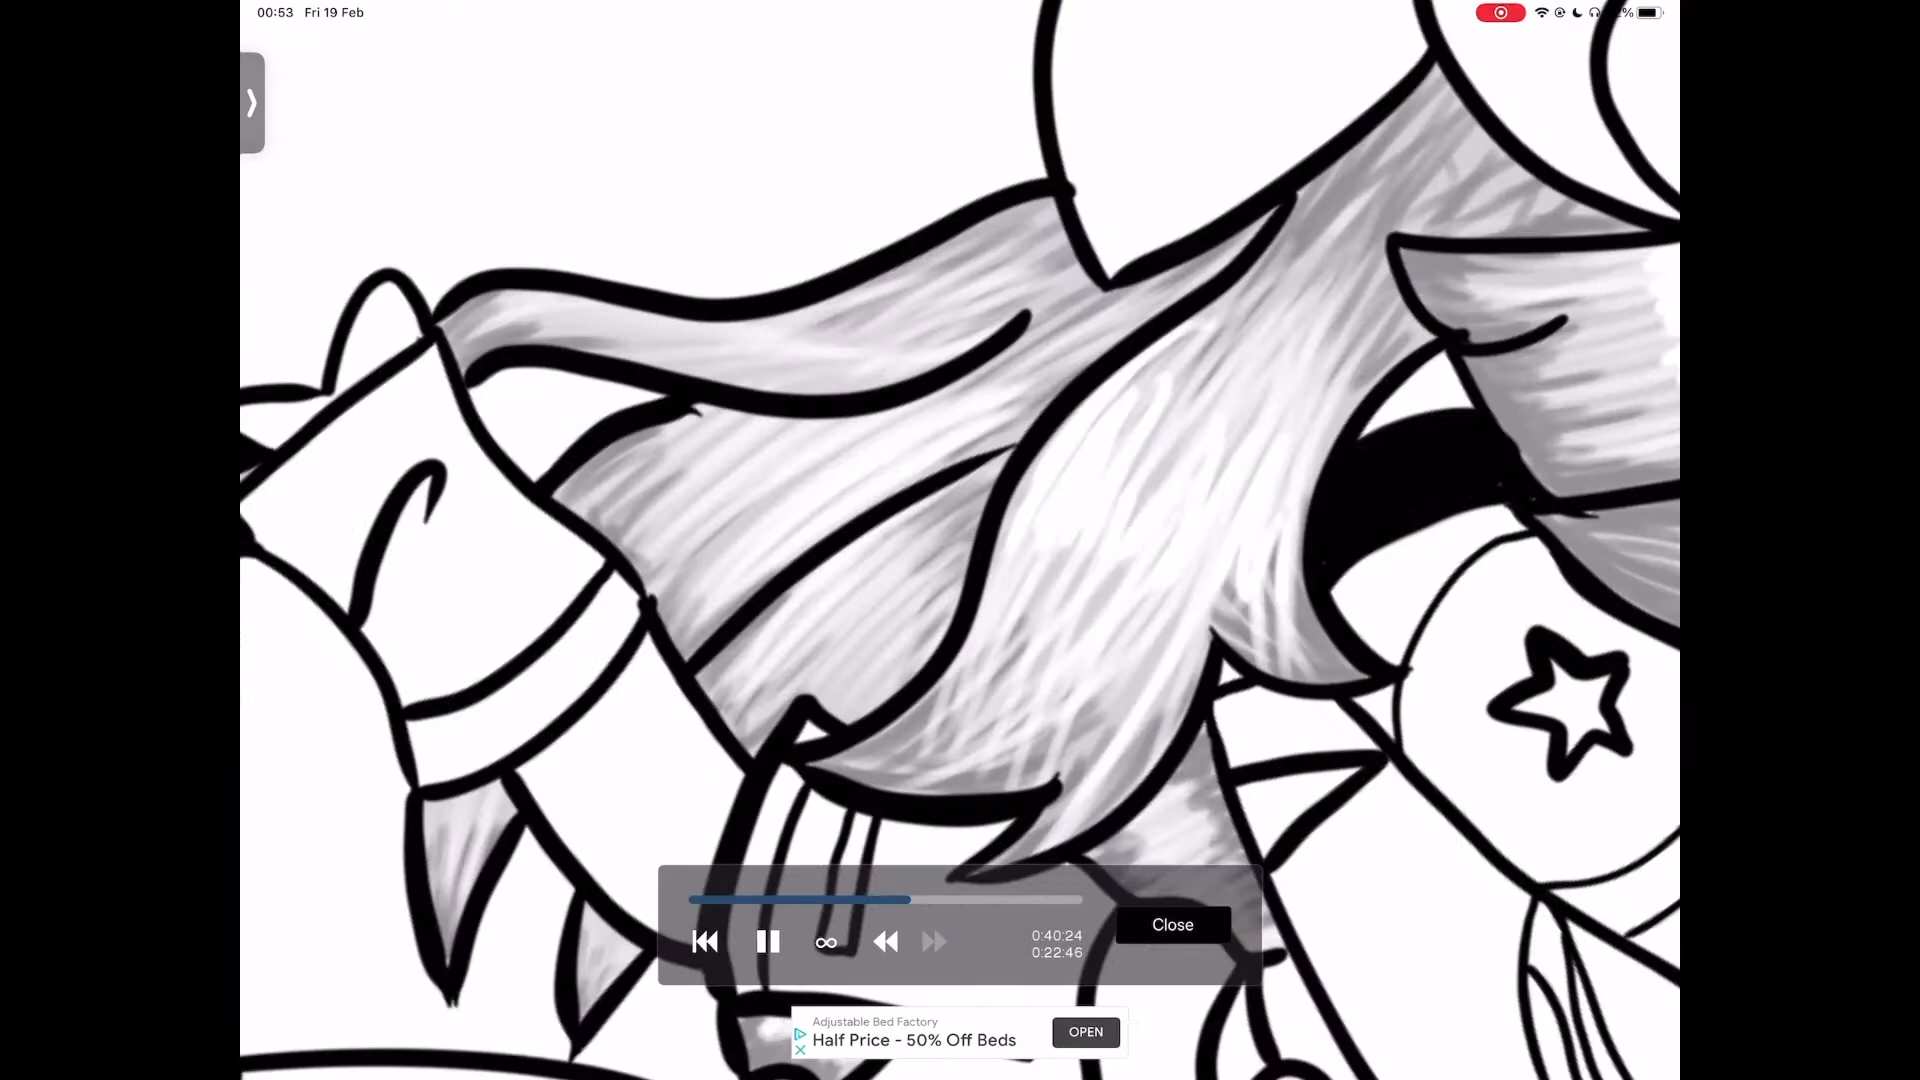 00:53 Fri 19 Feb
0:40:24
0:22:46
Close
Adjustable Bed Factory
Half Price - 50% Off Beds
OPEN